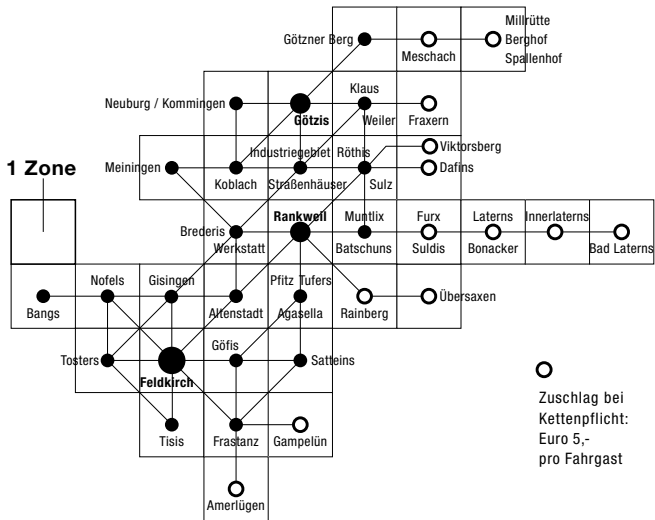 Millrütte
Götzner Berg
Berghof
Meschach
Spallenhof
Klaus
Neuburg / Kommingen
Götzis
Weiler
Fraxern
Industriegebiet
Röthis
Viktorsberg
Meiningen
Dafins
1 Zone
Koblach
Straßenhäuser
Sulz
Rankweil
Muntlix
Furx
Laterns
Innerlaterns
Brederis
Werkstatt
Batschuns
Suldis
Bonacker
Bad Laterns
Nofels
Gisingen
Pfitz Tufers
Übersaxen
Bangs
Altenstadt
Agasella
Rainberg
Göfis
Tosters
Satteins
Feldkirch
Zuschlag bei
Kettenpflicht:
Euro 5,-
pro Fahrgast
Tisis
Frastanz
Gampelün
Amerlügen